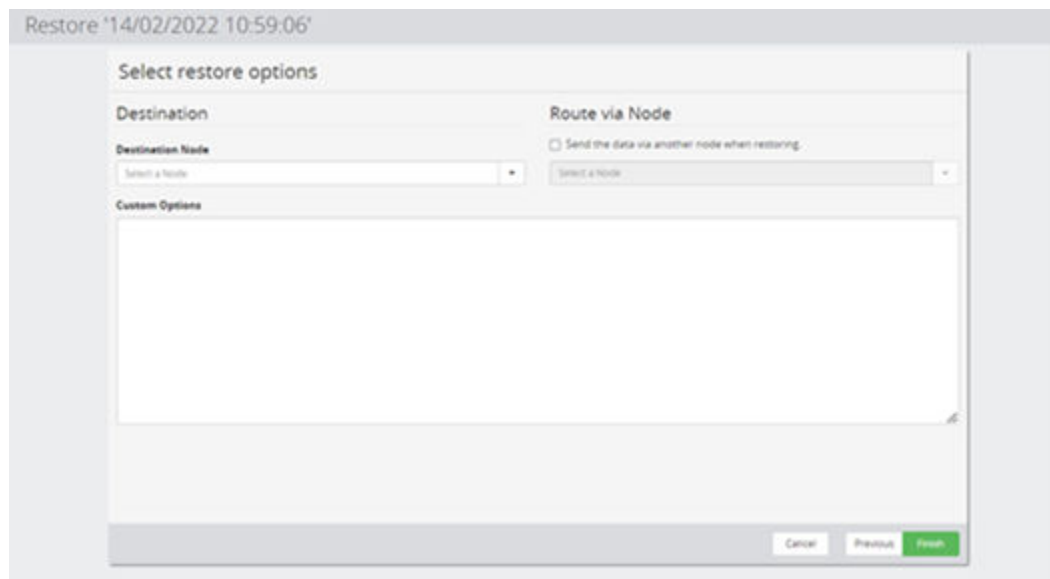 Restore '14/02/2022 10:59:06'
Select restore options
Destination
Route via Node
Destination Node
Send the data via another node when restoring.
Select a Node
Select a Node
Custom Options
Cancel
Previous
Finish